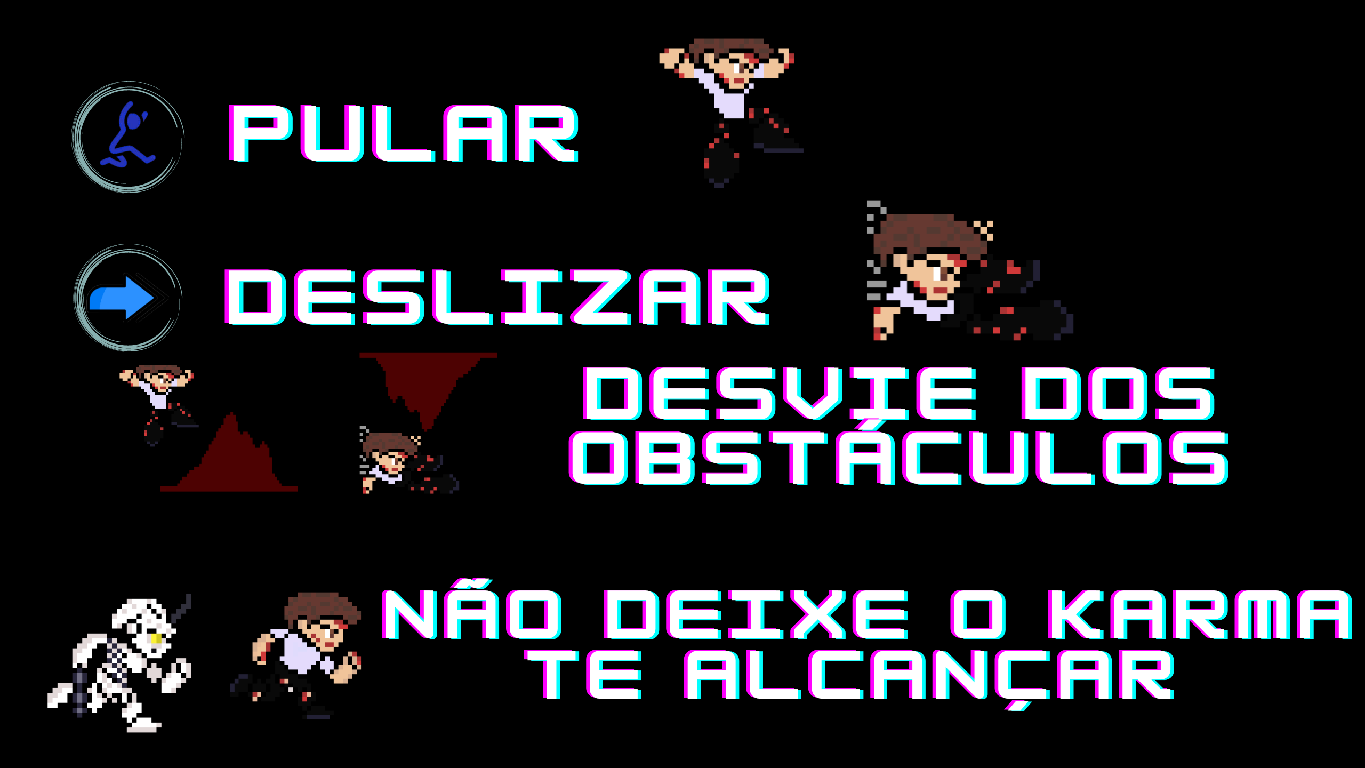 PULAR
DESLIZAR
DESVIE DOS
OBSTÁCULOS
NÃO DEIXE O KARMA
TE ALCANÇAR